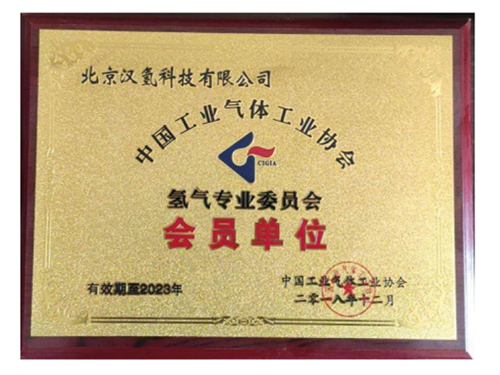 北京汉氢科技有限公司
中国工业气体工业协会
CIGIA
氢气专业委员会
会员单位
有效期至2023年
中国工业气体工业协会
二零一八年十二月